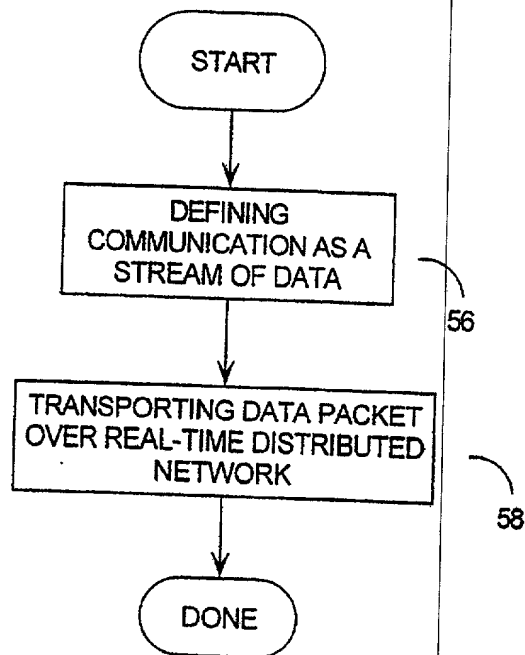 START
DEFINING
COMMUNICATION AS A
STREAM OF DATA
56
TRANSPORTING DATA PACKET
OVER REAL-TIME DISTRIBUTED
NETWORK
58
DONE